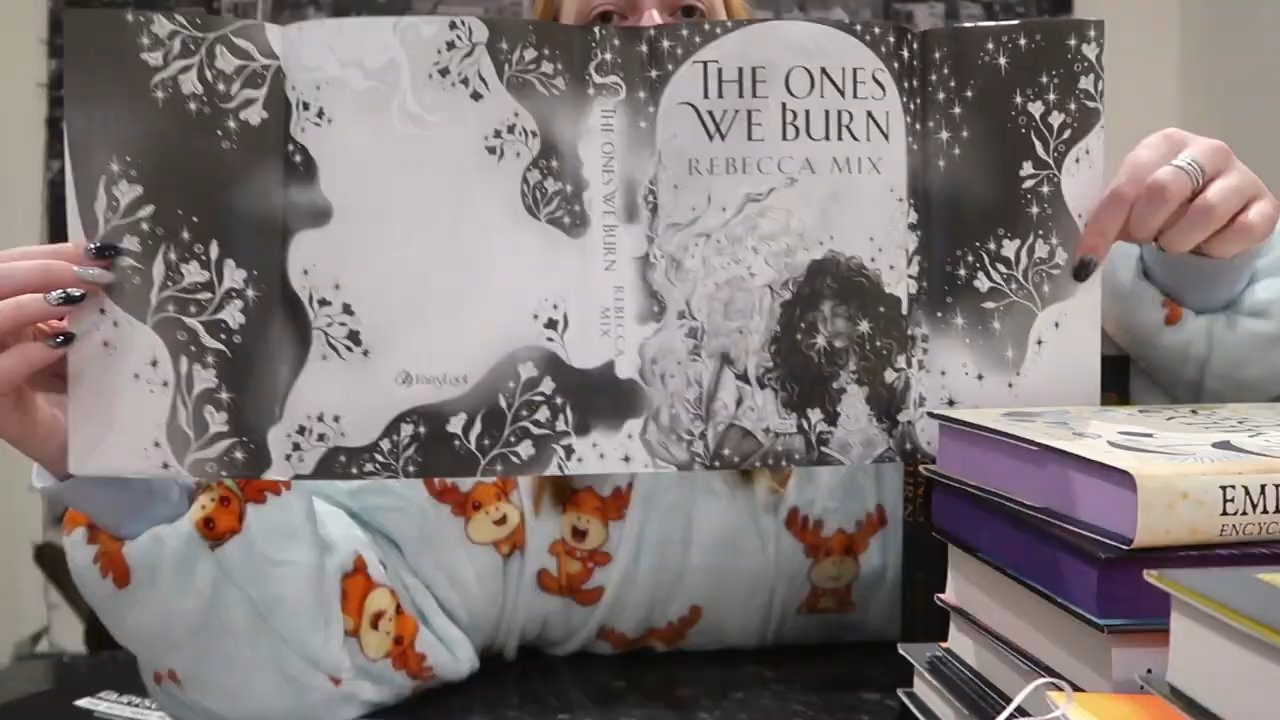 THE ONES
WE BURN
REBECCA MIX
THE ONES WE BURN
REBECCA
MIX
FairyLoot
EMI
ENCYC